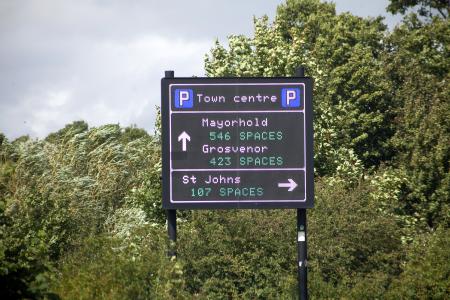 P Town centre P
Mayorhold
546 SPACES
Grosvenor
423 SPACES
St Johns
107 SPACES